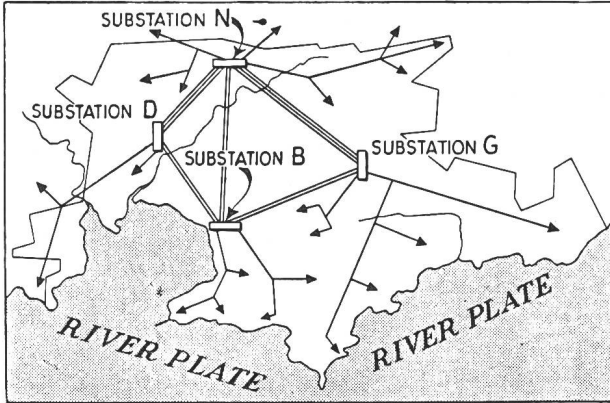 SUBSTATION N
SUBSTATION D
SUBSTATION B
SUBSTATION G
RIVER PLATE
RIVER PLATE